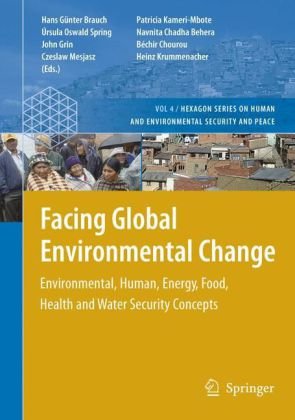 Hans Günter Brauch
Úrsula Oswald Spring
John Grin
Czeslaw Mesjasz
(Eds.)
Patricia Kameri-Mbote
Navnita Chadha Behera
Béchir Chourou
Heinz Krummenacher
VOL 4 / HEXAGON SERIES ON HUMAN
AND ENVIRONMENTAL SECURITY AND PEACE
Facing Global
Environmental Change
Environmental, Human, Energy, Food,
Health and Water Security Concepts
Springer